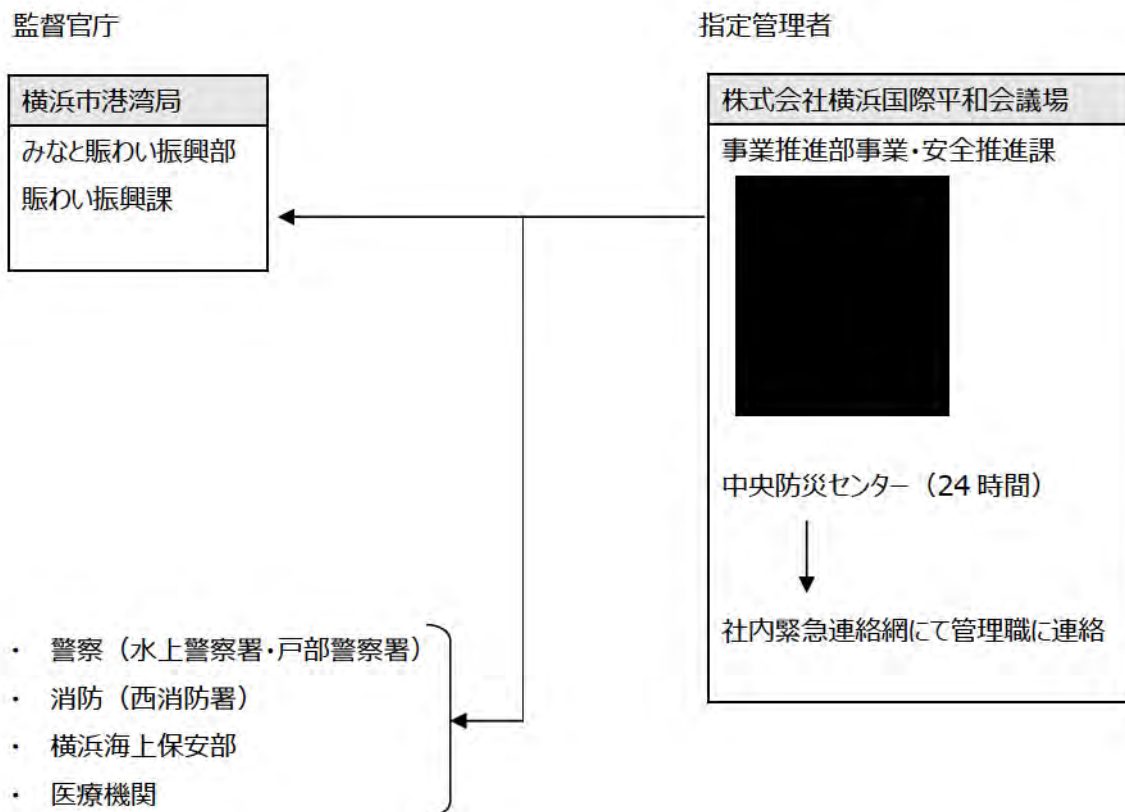 監督官庁
横浜市港湾局
みなと賑わい振興部
賑わい振興課
指定管理者
株式会社横浜国際平和会議場
事業推進部事業・安全推進課
中央防災センター（24 時間）
社内緊急連絡網にて管理職に連絡
・ 警察（水上警察署・戸部警察署）
・ 消防（西消防署）
・ 横浜海上保安部
・ 医療機関